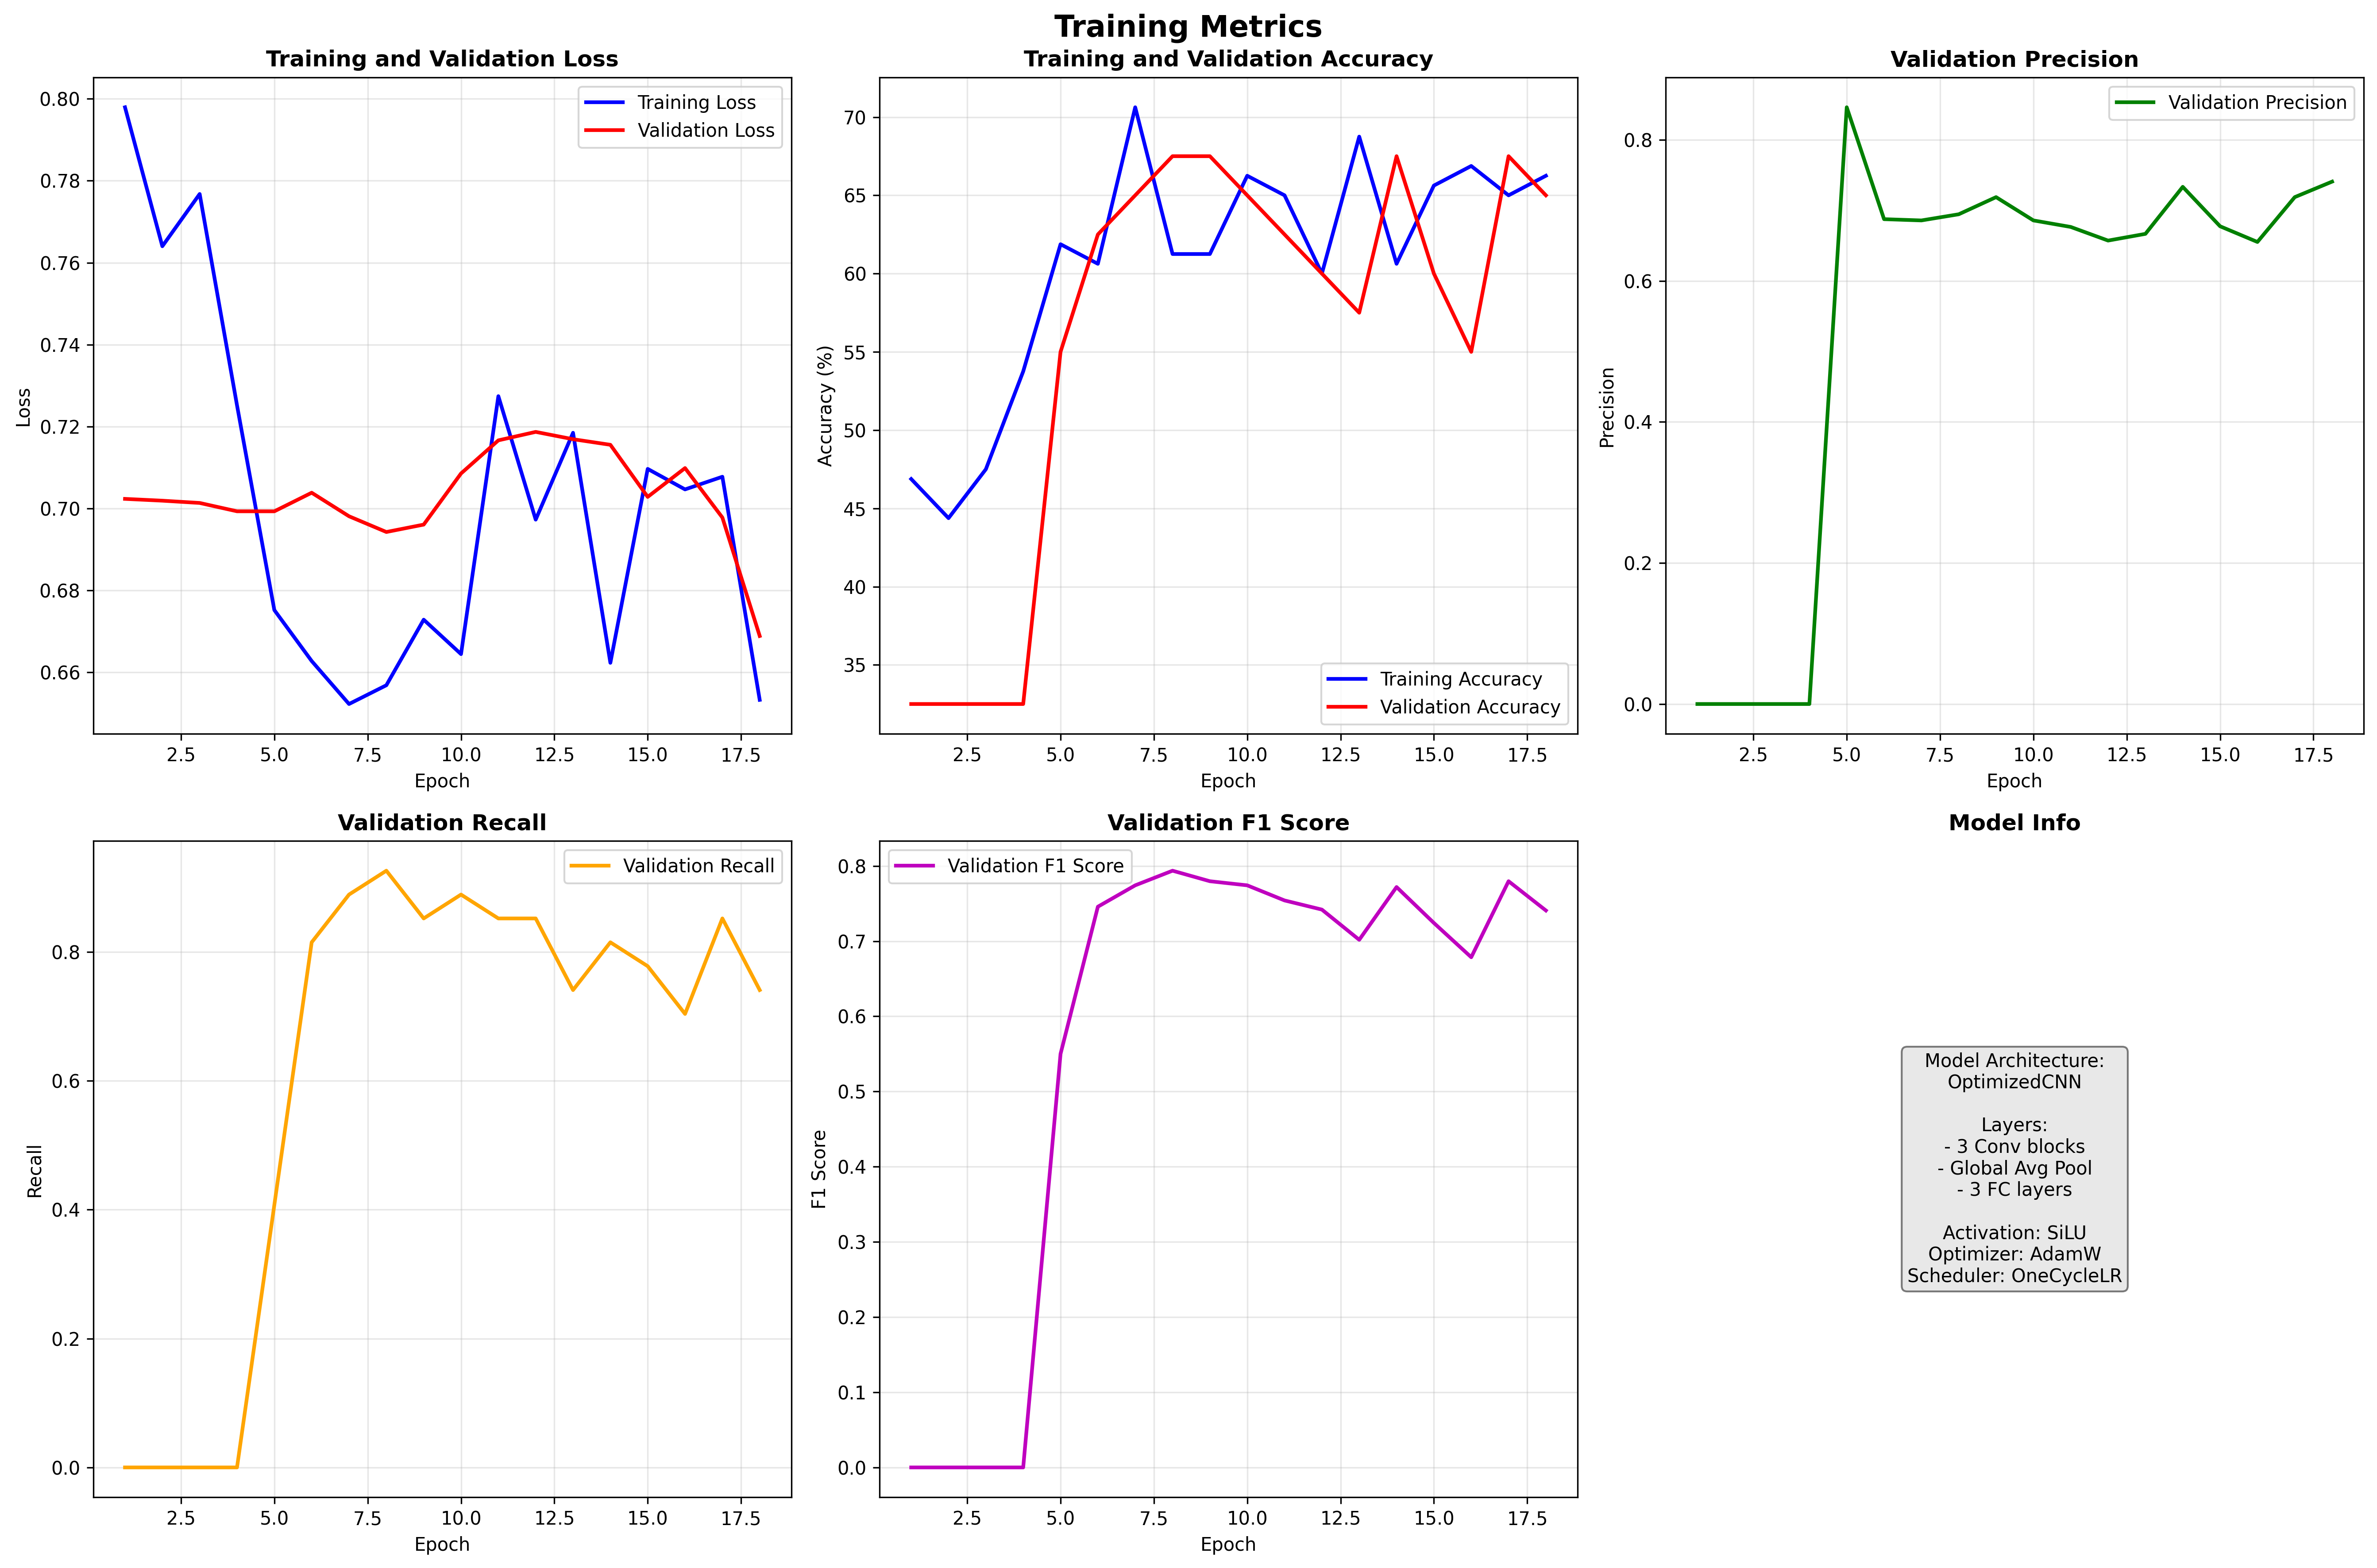 Training Metrics
Training and Validation Loss
0.80
0.78
0.76
0.74
0.72
0.70
0.68
0.66
Loss
Training Loss
Validation Loss
2.5 5.0 7.5 10.0 12.5 15.0 17.5
Epoch
Training and Validation Accuracy
70
65
60
55
50
45
40
35
Accuracy (%)
Training Accuracy
Validation Accuracy
2.5 5.0 7.5 10.0 12.5 15.0 17.5
Epoch
Validation Precision
Validation Precision
0.8
0.6
0.4
0.2
0.0
Precision
2.5 5.0 7.5 10.0 12.5 15.0 17.5
Epoch
Validation Recall
Validation Recall
0.8
0.6
0.4
0.2
0.0
Recall
2.5 5.0 7.5 10.0 12.5 15.0 17.5
Epoch
Validation F1 Score
Validation F1 Score
0.8
0.7
0.6
0.5
0.4
0.3
0.2
0.1
0.0
F1 Score
2.5 5.0 7.5 10.0 12.5 15.0 17.5
Epoch
Model Info
Model Architecture:
OptimizedCNN
Layers:
- 3 Conv blocks
- Global Avg Pool
- 3 FC layers
Activation: SiLU
Optimizer: AdamW
Scheduler: OneCycleLR